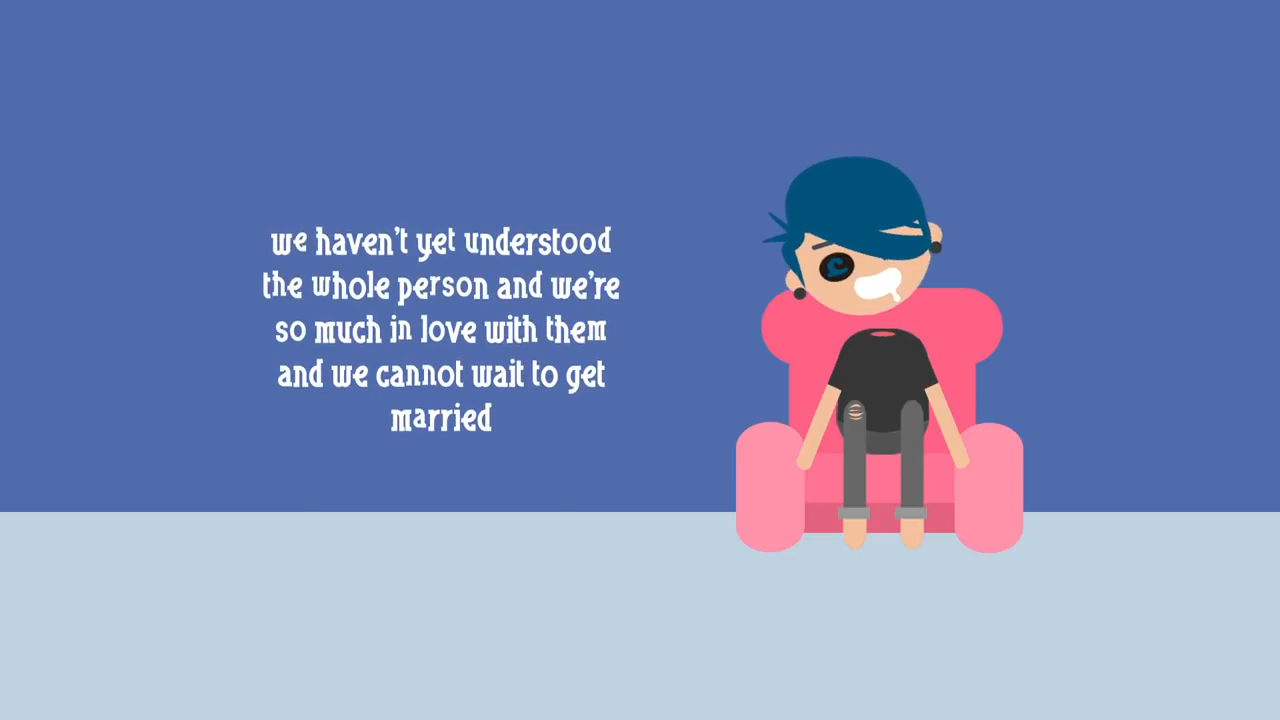 we haven't yet understood
the whole person and we're
so much in love with them
and we cannot wait to get
married